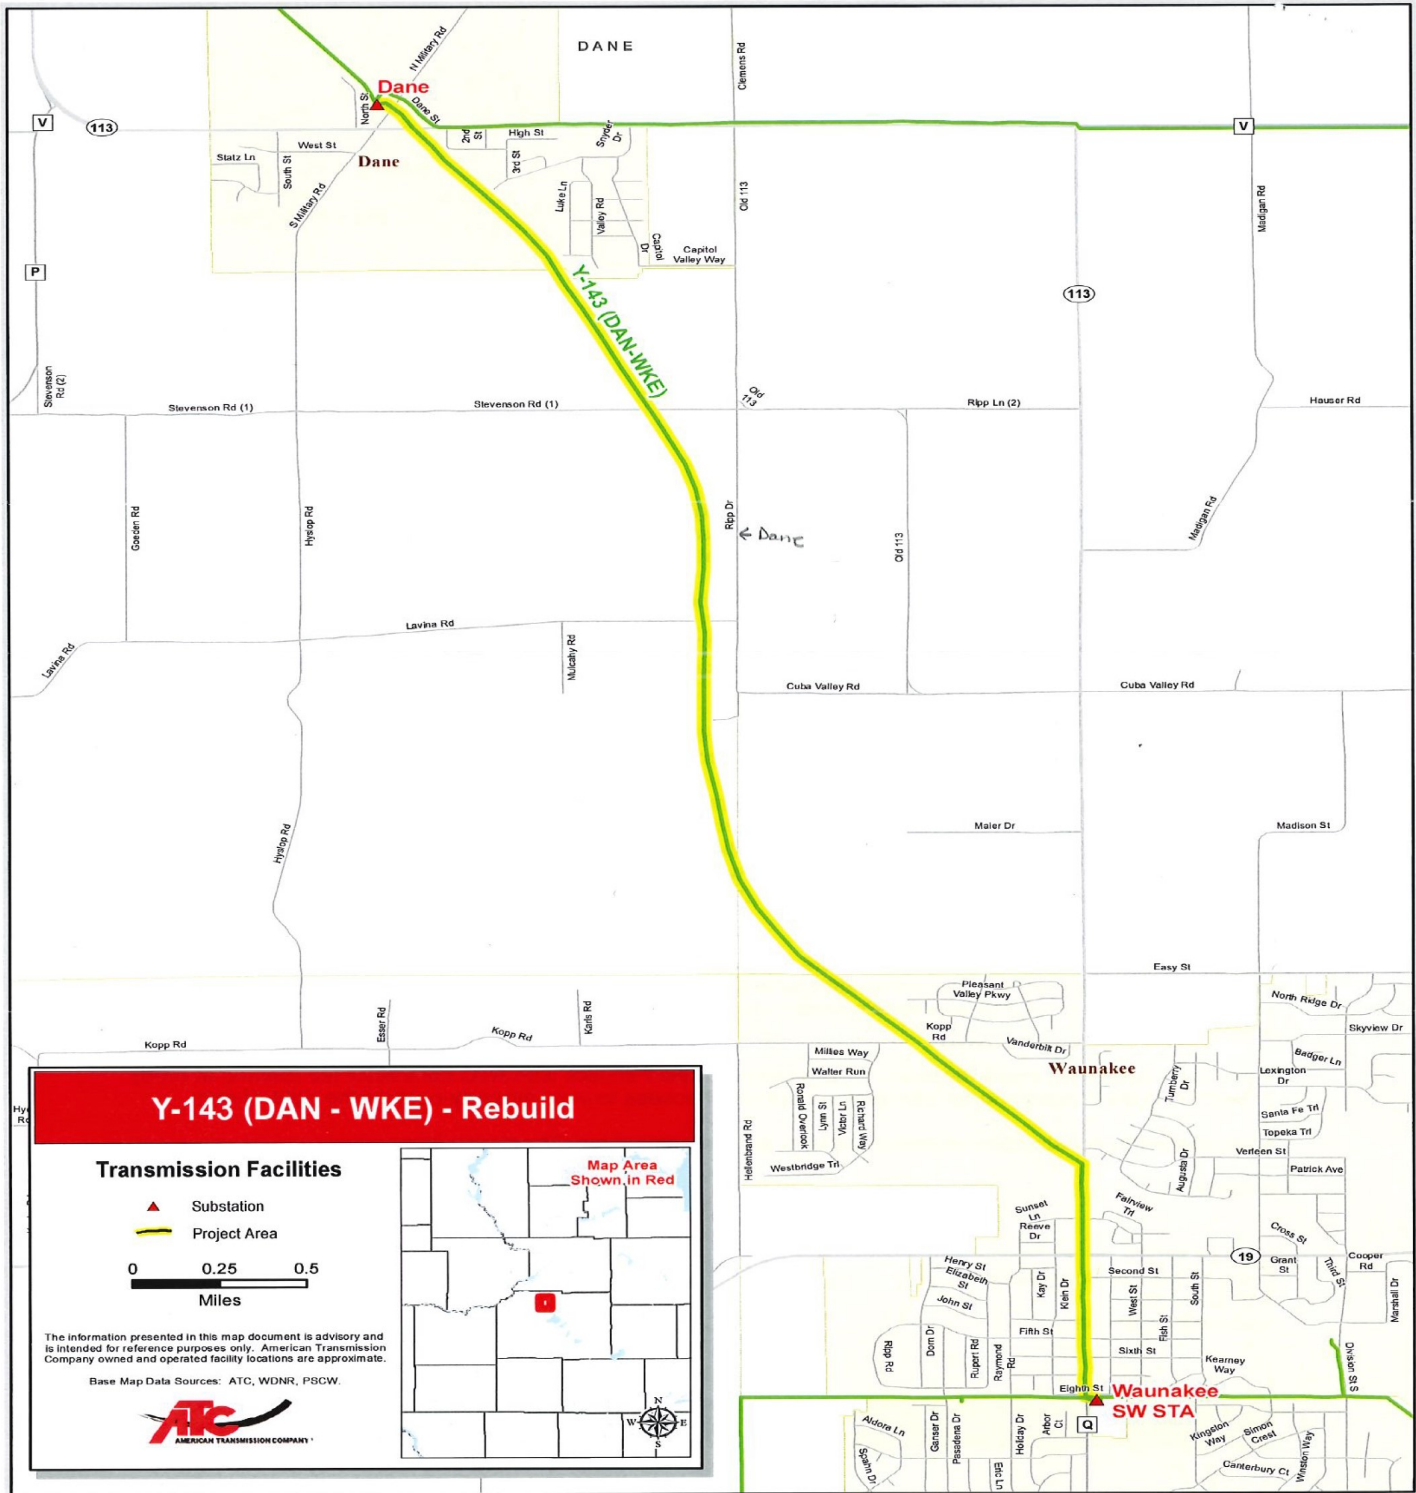 DANE
N Military Rd
Clemens Rd
Dane
North St
Dane St
V
113
V
2nd St
High St
Snyder Dr
West St
Statz Ln
South St
Dane
3rd St
S Military Rd
Luke Ln
Valley Rd
Old 113
Madigan Rd
Capitol Dr
Capitol
Valley Way
P
Y-143 (DAN-WKE)
113
Stevenson
Rd (2)
Stevenson Rd (1)
Stevenson Rd (1)
Old 113
Ripp Ln (2)
Hauser Rd
Goeden Rd
Hyslop Rd
Ripp Dr
← Dane
Old 113
Madigan Rd
Lavina Rd
Lavina Rd
Mulcahy Rd
Cuba Valley Rd
Cuba Valley Rd
Hyslop Rd
Maier Dr
Madison St
Easy St
Pleasant
Valley Pkwy
North Ridge Dr
Esser Rd
Karls Rd
Kopp Rd
Kopp Rd
Kopp
Rd
Vanderbilt Dr
Skyview Dr
Millies Way
Walter Run
Waunakee
Badger Ln
Lexington
Dr
Turnberry
Dr
Ronald Overlook
Lynn St
Victor Ln
Richard Way
Santa Fe Trl
Topeka Trl
Hellenbrand Rd
Westbridge Trl
Augusta Dr
Verleen St
Patrick Ave
Sunset
Ln
Reeve
Dr
Fairview
Trl
Cross St
19
Grant
St
Third St
Cooper
Rd
Henry St
Elizabeth
St
John St
Kay Dr
Klein Dr
Second St
West St
South St
Marshall Dr
Fish St
Fifth St
Sixth St
Ripp Rd
Dorn Dr
Rupert Rd
Raymond
Rd
Kearney
Way
Division St S
Eighth St
Waunakee
SW STA
Q
Aldora Ln
Ganser Dr
Pasadena Dr
Holiday Dr
Arbor
Ct
Kingston
Way
Simon
Crest
Winston Way
Spahn Dr
Eric Ln
Canterbury Ct
Y-143 (DAN - WKE) - Rebuild
Transmission Facilities
Substation
Project Area
0 0.25 0.5
Miles
The information presented in this map document is advisory and
is intended for reference purposes only. American Transmission
Company owned and operated facility locations are approximate.
Base Map Data Sources: ATC, WDNR, PSCW.
ATC
AMERICAN TRANSMISSION COMPANY
Map Area
Shown in Red
N
W E
S